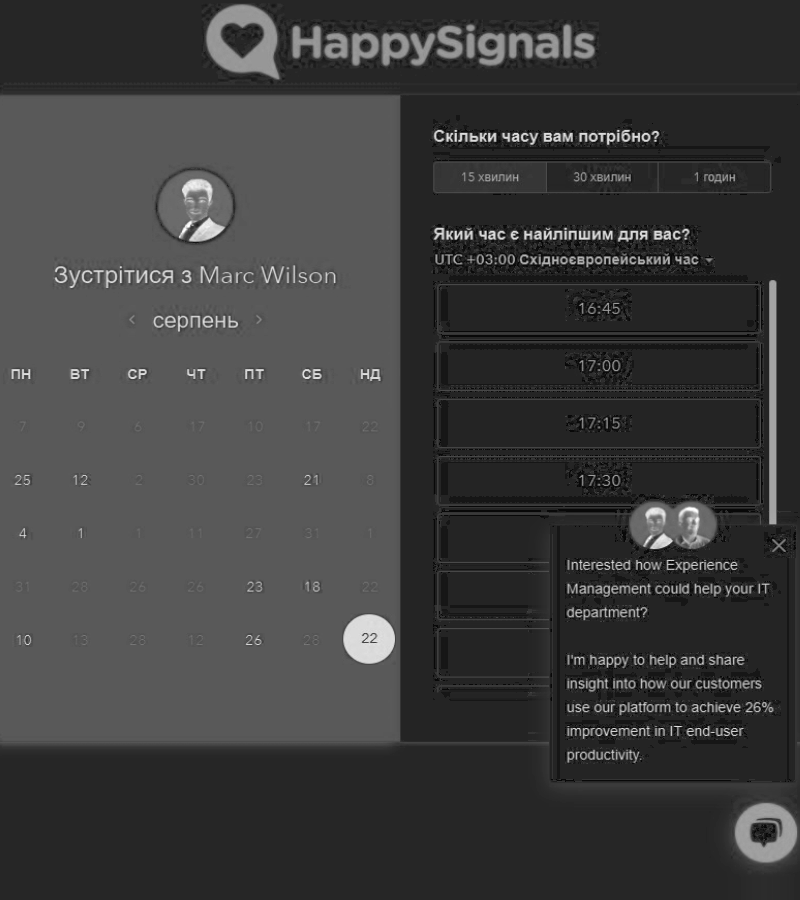 HappySignals
Зустрітися з Marc Wilson
серпень
ПН ВТ СР ЧТ ПТ СБ НД
7 9 6 17 10 17 22
25 12 2 30 23 21 8
4 1 1 11 27 31 1
31 28 26 26 23 18 22
10 13 28 12 26 28 22
Скільки часу вам потрібно?
15 хвилин 30 хвилин 1 годин
Який час є найліпшим для вас?
UTC +03:00 Східноєвропейський час
16:45
17:00
17:15
17:30
Interested how Experience
Management could help your IT
department?
I'm happy to help and share
insight into how our customers
use our platform to achieve 26%
improvement in IT end-user
productivity.